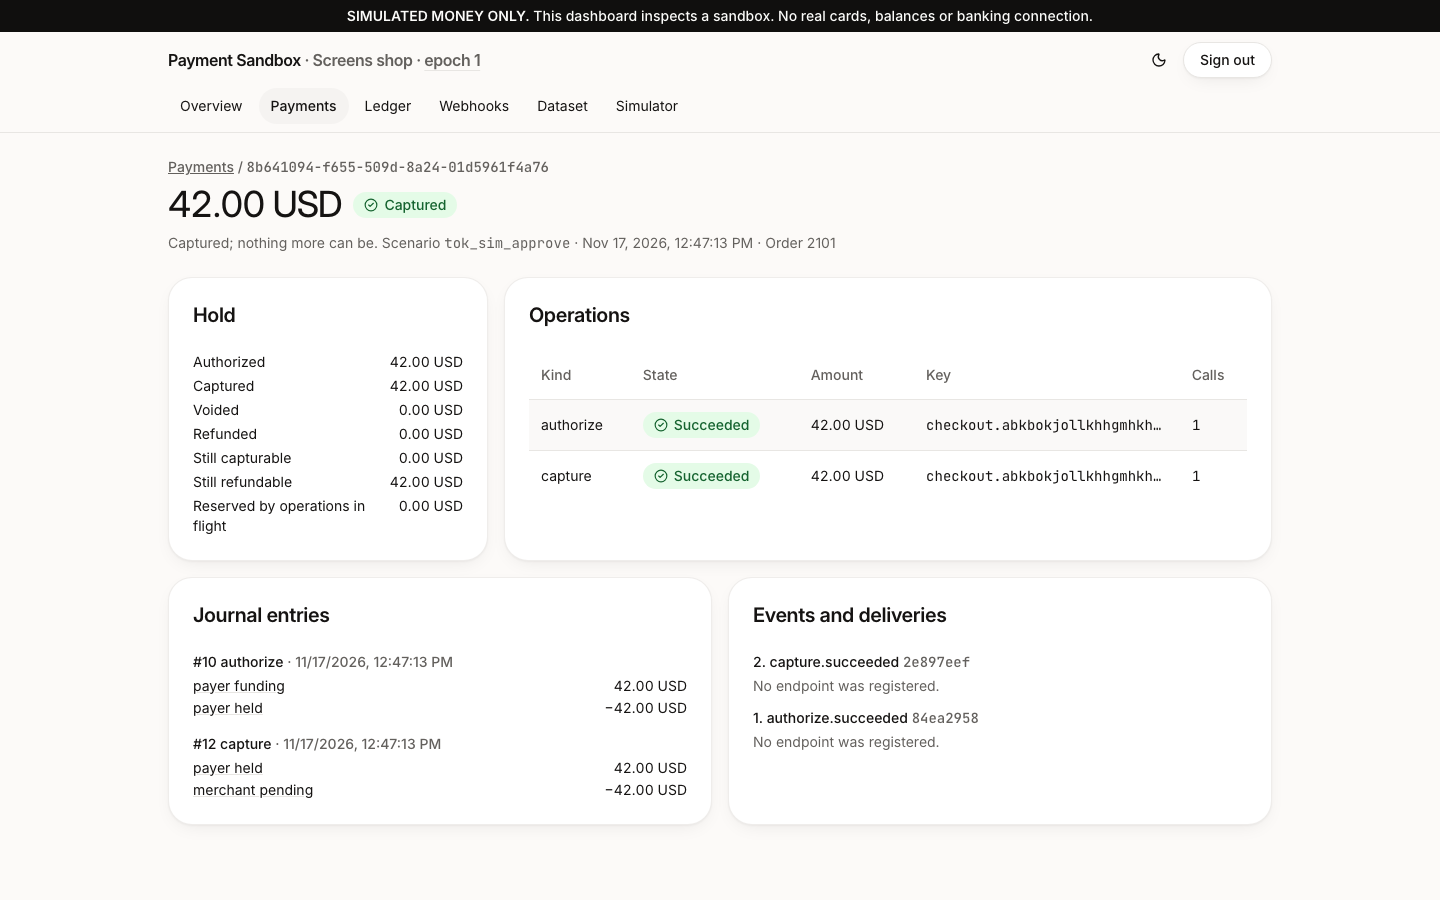 SIMULATED MONEY ONLY. This dashboard inspects a sandbox. No real cards, balances or banking connection.
Payment Sandbox · Screens shop · epoch 1
Sign out
Overview Payments Ledger Webhooks Dataset Simulator
Payments / 8b641094-f655-509d-8a24-01d5961f4a76
42.00 USD Captured
Captured; nothing more can be. Scenario tok_sim_approve · Nov 17, 2026, 12:47:13 PM · Order 2101
Hold
Authorized 42.00 USD
Captured 42.00 USD
Voided 0.00 USD
Refunded 0.00 USD
Still capturable 0.00 USD
Still refundable 42.00 USD
Reserved by operations in 0.00 USD
flight
Operations
Kind State Amount Key Calls
authorize Succeeded 42.00 USD checkout.abkbokjollkhhgmhkh… 1
capture Succeeded 42.00 USD checkout.abkbokjollkhhgmhkh… 1
Journal entries
#10 authorize · 11/17/2026, 12:47:13 PM
payer funding 42.00 USD
payer held −42.00 USD
#12 capture · 11/17/2026, 12:47:13 PM
payer held 42.00 USD
merchant pending −42.00 USD
Events and deliveries
2. capture.succeeded 2e897eef
No endpoint was registered.
1. authorize.succeeded 84ea2958
No endpoint was registered.